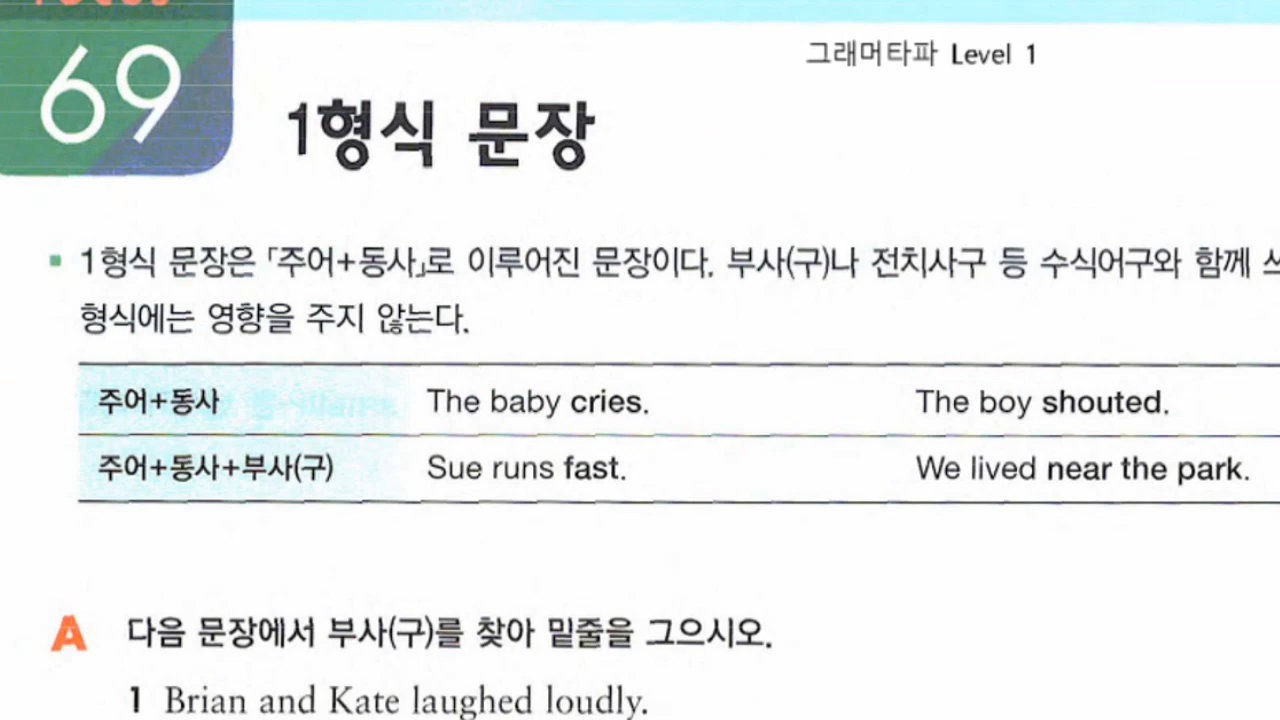 69
그래머타파 Level 1
1형식 문장
1형식 문장은 「주어+동사」로 이루어진 문장이다. 부사(구)나 전치사구 등 수식어구와 함께
형식에는 영향을 주지 않는다.
주어+동사 The baby cries. The boy shouted.
주어+동사+부사(구) Sue runs fast. We lived near the park.
A 다음 문장에서 부사(구)를 찾아 밑줄을 그으시오.
1 Brian and Kate laughed loudly.